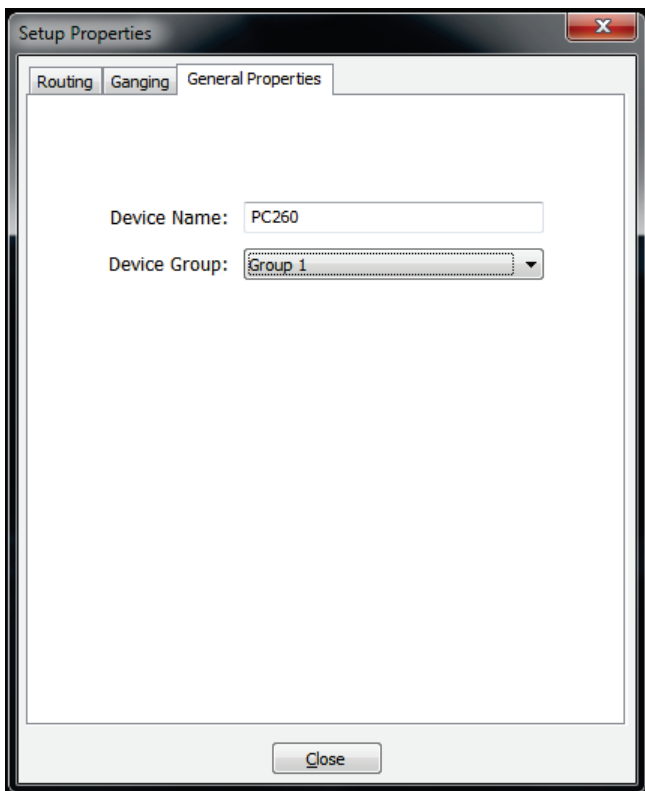 Setup Properties
Routing Ganging General Properties
Device Name: PC260
Device Group: Group 1
Close